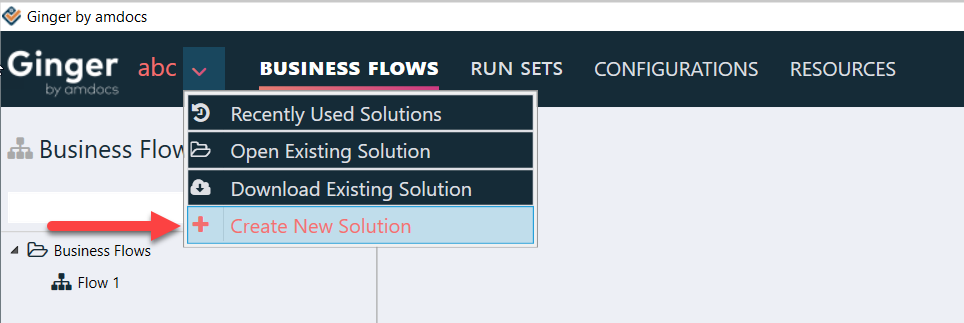 Ginger by amdocs
Ginger by amdocs abc BUSINESS FLOWS RUN SETS CONFIGURATIONS RESOURCES
Recently Used Solutions
Business Flow
Open Existing Solution
Download Existing Solution
Create New Solution
Business Flows
Flow 1